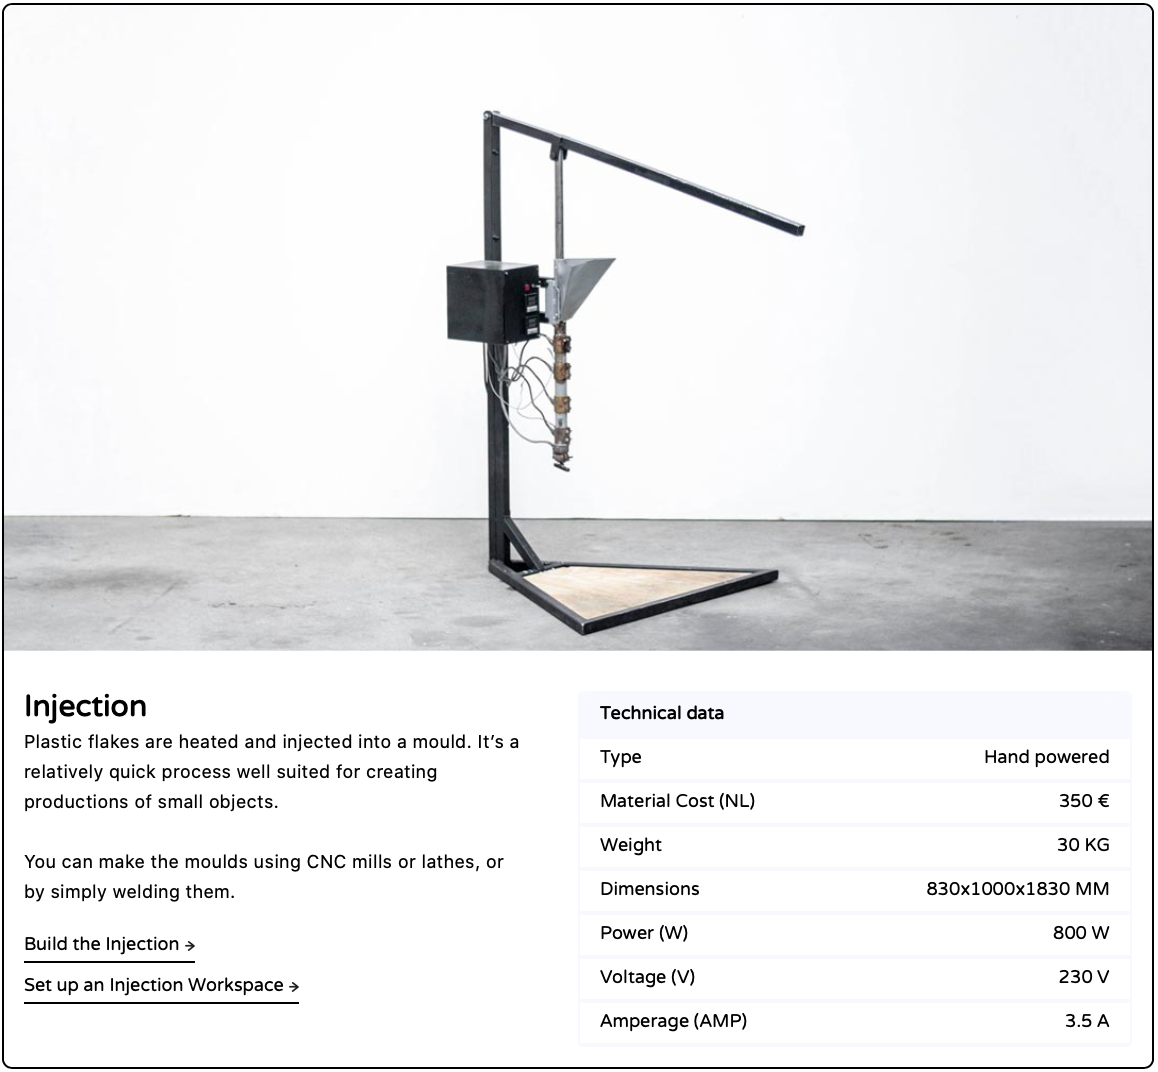 Injection
Plastic flakes are heated and injected into a mould. It’s a
relatively quick process well suited for creating
productions of small objects.
You can make the moulds using CNC mills or lathes, or
by simply welding them.
Build the Injection →
Set up an Injection Workspace →
Technical data
Type Hand powered
Material Cost (NL) 350 €
Weight 30 KG
Dimensions 830x1000x1830 MM
Power (W) 800 W
Voltage (V) 230 V
Amperage (AMP) 3.5 A